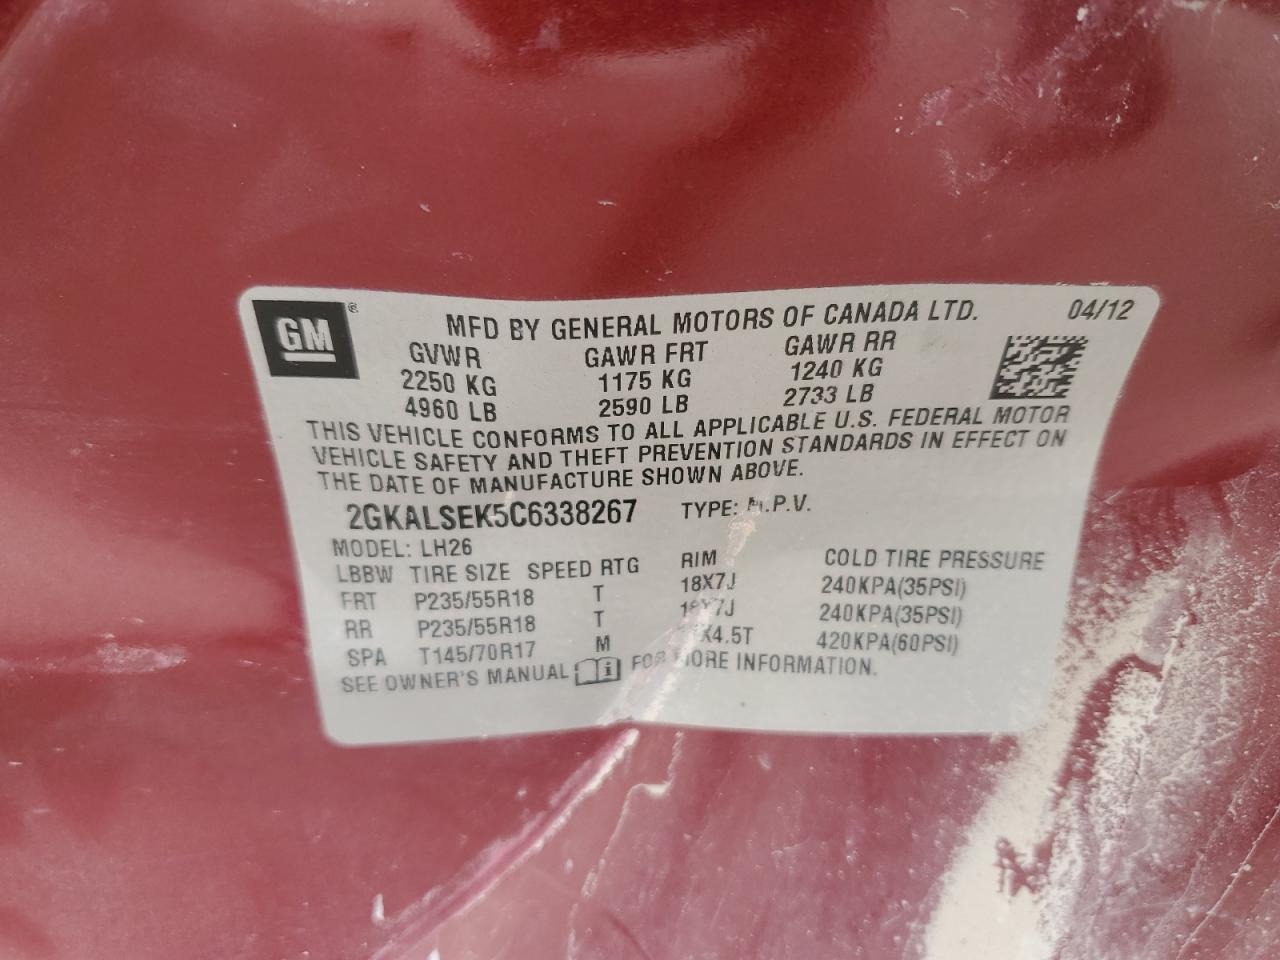 GM ®
MFD BY GENERAL MOTORS OF CANADA LTD. 04/12
GVWR GAWR FRT GAWR RR
2250 KG 1175 KG 1240 KG
4960 LB 2590 LB 2733 LB
THIS VEHICLE CONFORMS TO ALL APPLICABLE U.S. FEDERAL MOTOR
VEHICLE SAFETY AND THEFT PREVENTION STANDARDS IN EFFECT ON
THE DATE OF MANUFACTURE SHOWN ABOVE.
2GKALSEK5C6338267 TYPE: M.P.V.
MODEL: LH26
LBBW TIRE SIZE SPEED RTG RIM COLD TIRE PRESSURE
FRT P235/55R18 T 18X7J 240KPA(35PSI)
RR P235/55R18 T 18X7J 240KPA(35PSI)
SPA T145/70R17 M 420KPA(60PSI)
SEE OWNER'S MANUAL i FOR MORE INFORMATION.